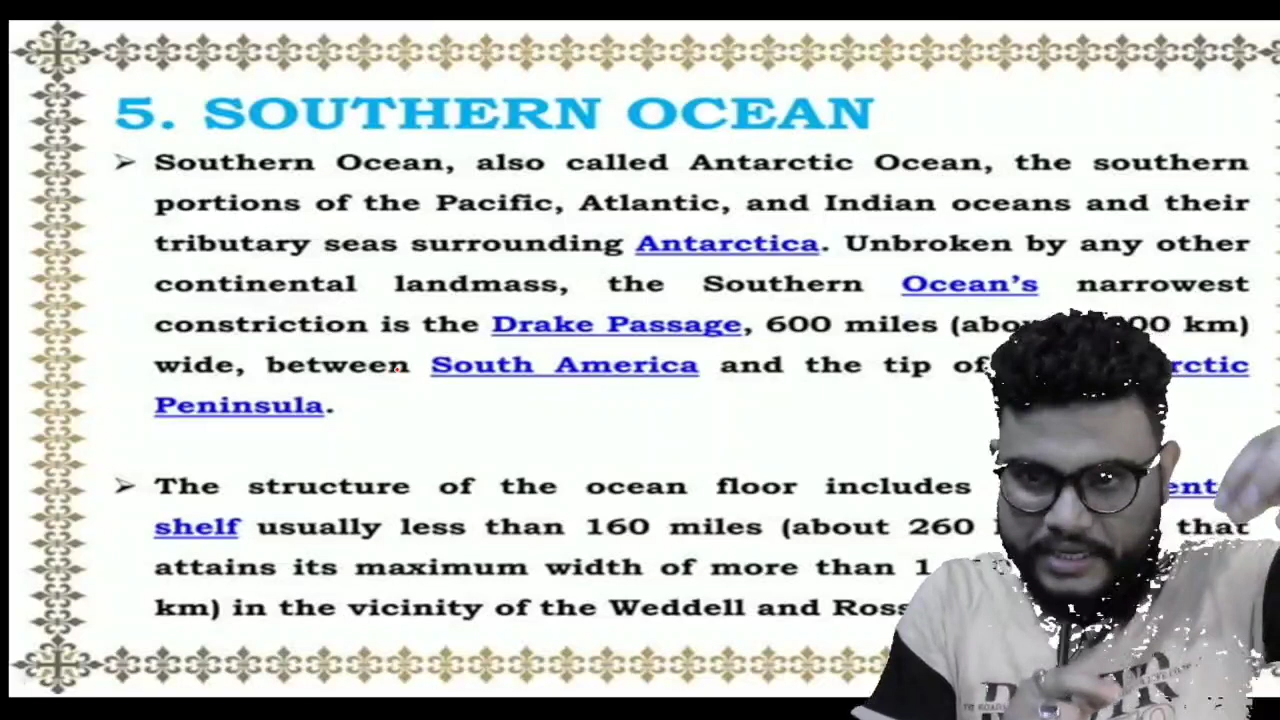 5. SOUTHERN OCEAN
➢ Southern Ocean, also called Antarctic Ocean, the southern
portions of the Pacific, Atlantic, and Indian oceans and their
tributary seas surrounding Antarctica. Unbroken by any other
continental landmass, the Southern Ocean's narrowest
constriction is the Drake Passage, 600 miles km)
wide, between South America and the tip of
Peninsula.
➢ The structure of the ocean floor includes
shelf usually less than 160 miles (about 260 that
attains its maximum width of more than
km) in the vicinity of the Weddell and Ross